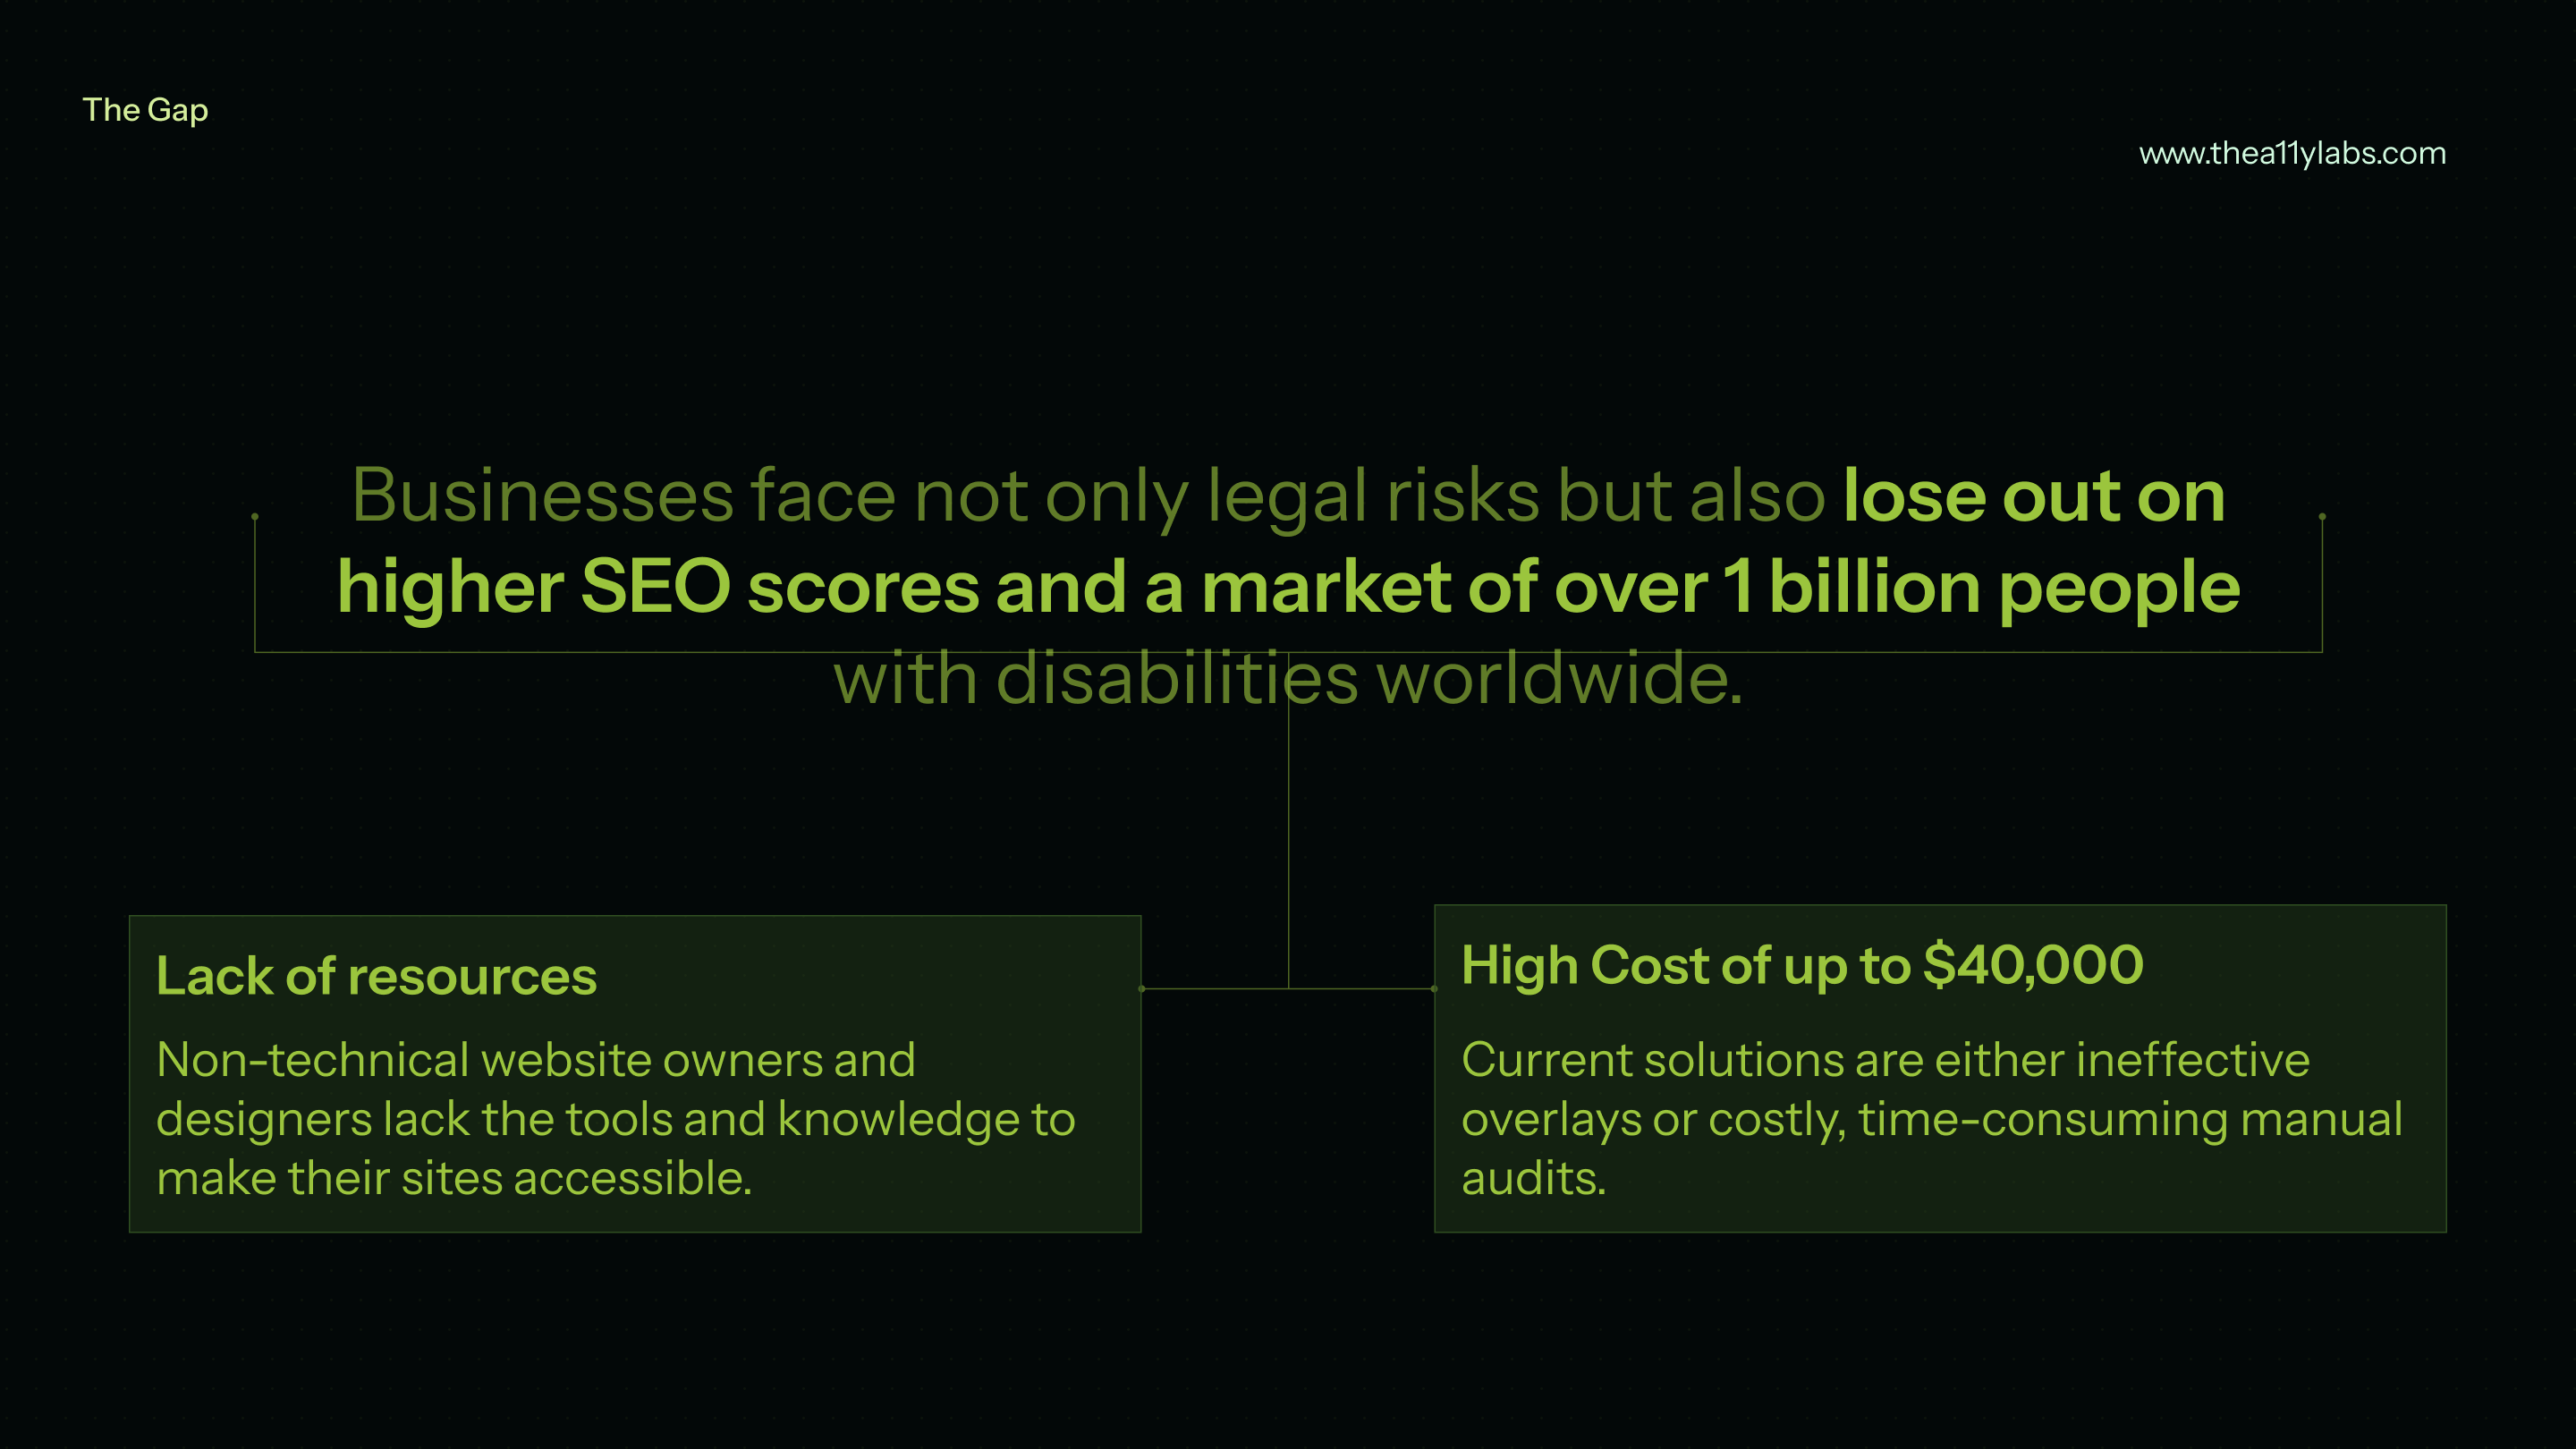 The Gap
www.thea11ylabs.com
Businesses face not only legal risks but also lose out on
higher SEO scores and a market of over 1 billion people
with disabilities worldwide.
Lack of resources
Non-technical website owners and
designers lack the tools and knowledge to
make their sites accessible.
High Cost of up to $40,000
Current solutions are either ineffective
overlays or costly, time-consuming manual
audits.